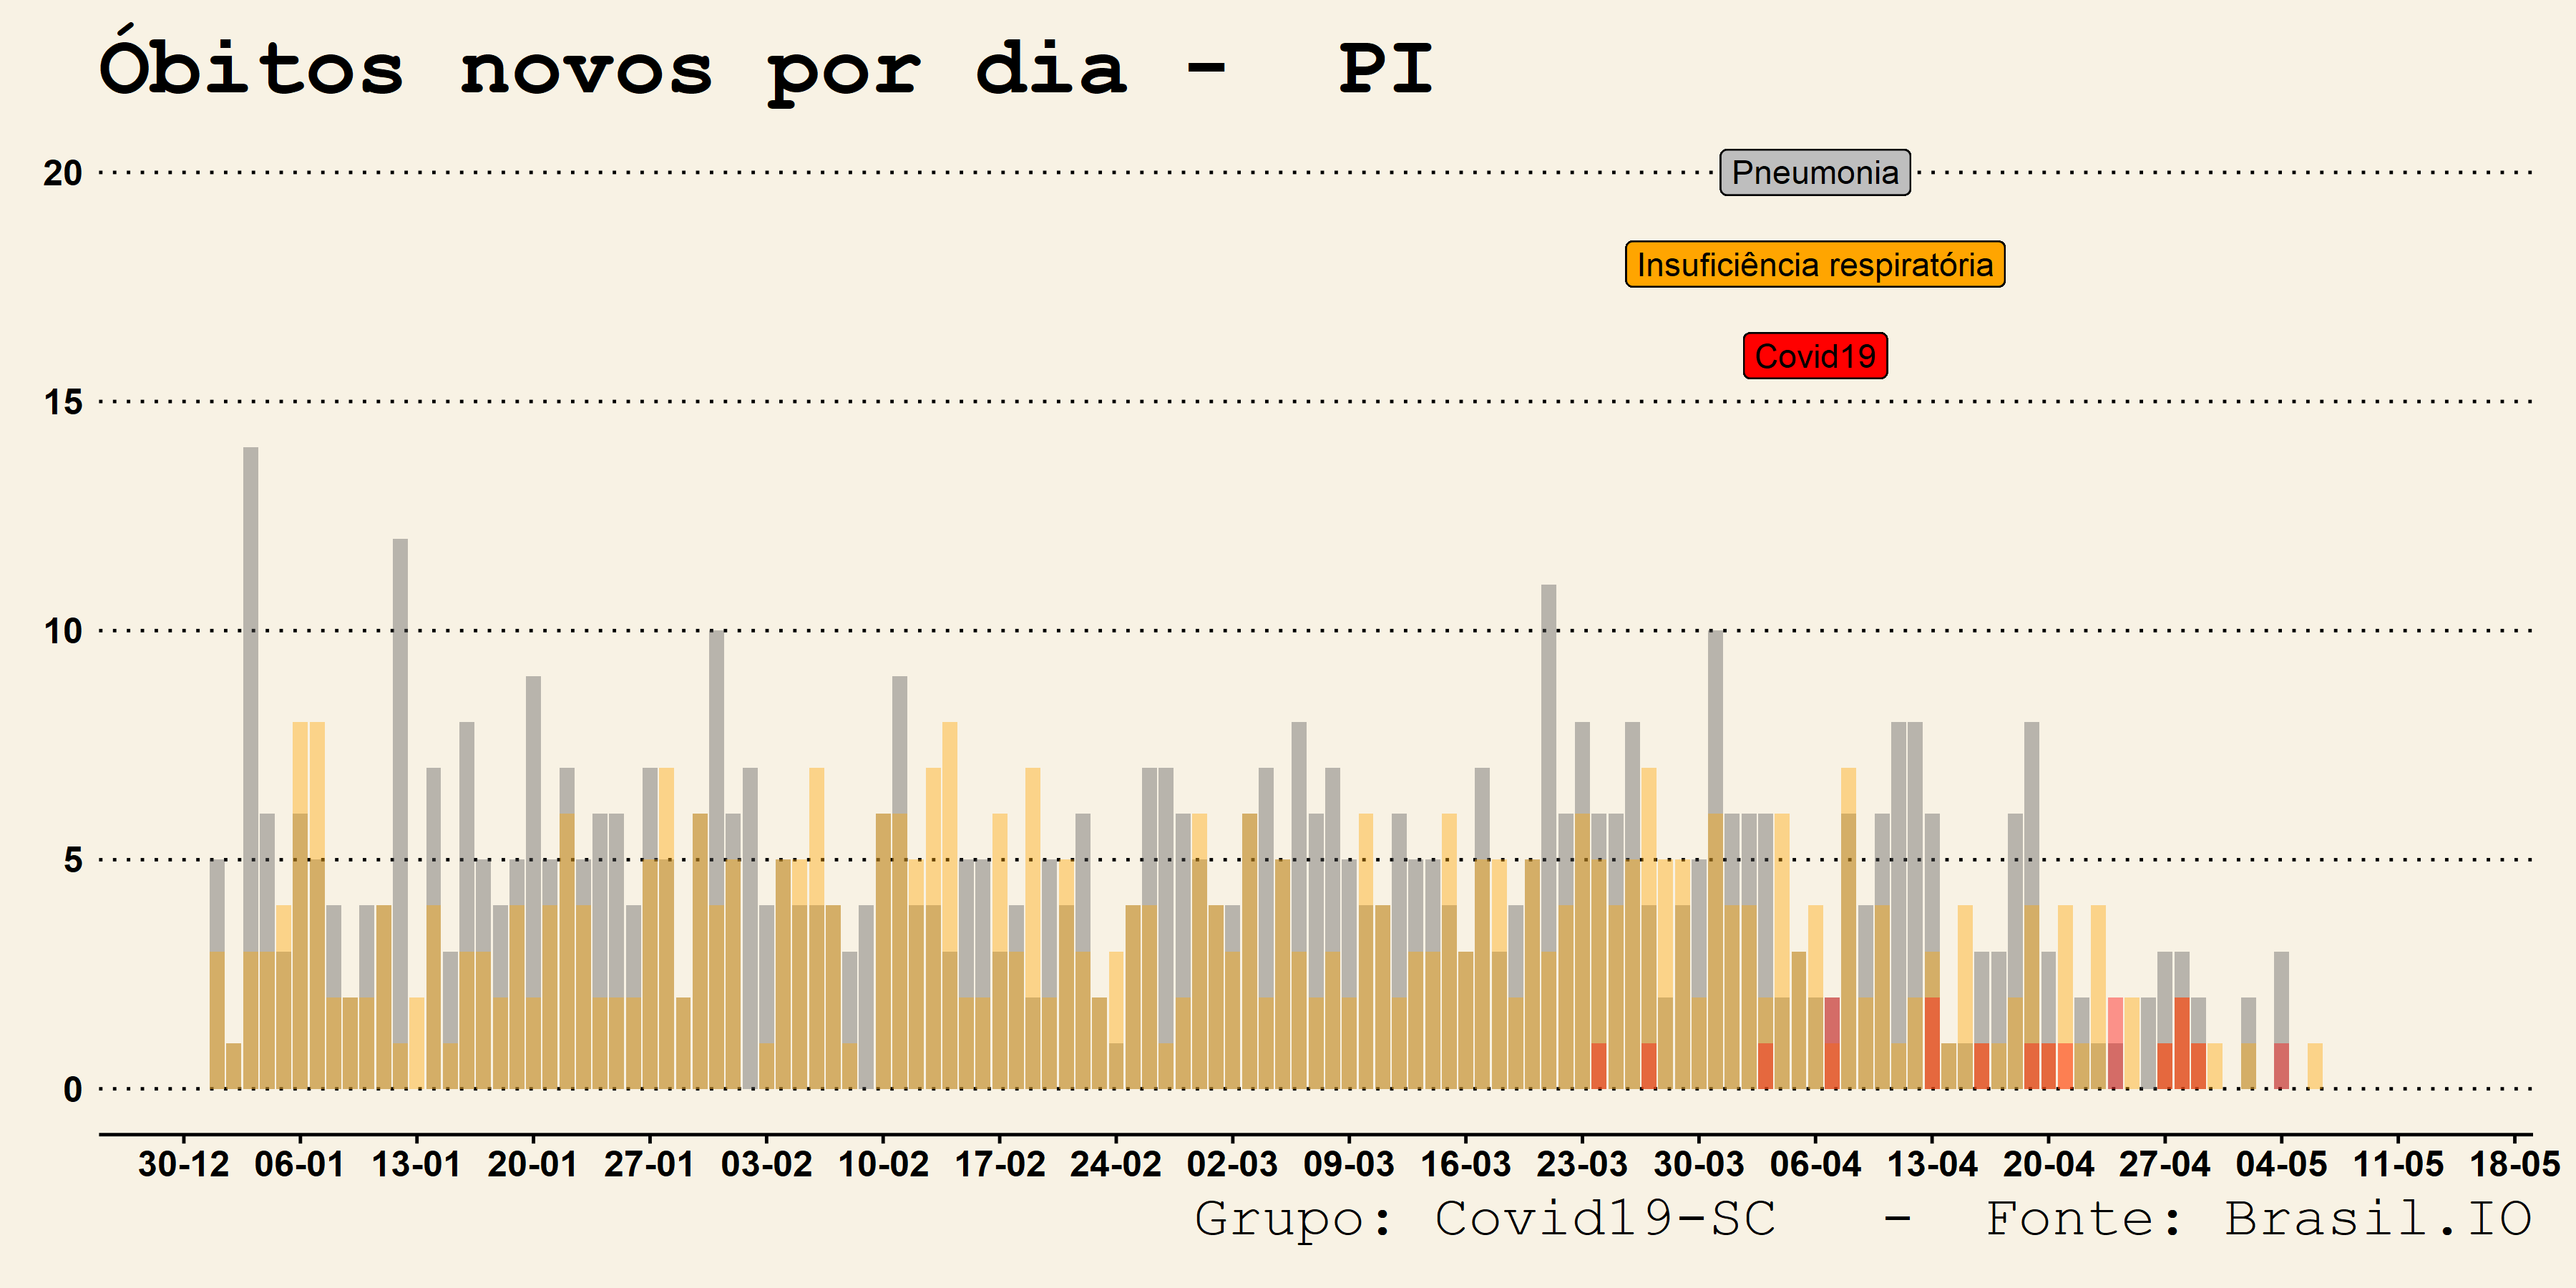 Óbitos novos por dia - PI
20
Pneumonia
Insuficiência respiratória
Covid19
15
10
5
0
30-12 06-01 13-01 20-01 27-01 03-02 10-02 17-02 24-02 02-03 09-03 16-03 23-03 30-03 06-04 13-04 20-04 27-04 04-05 11-05 18-05
Grupo: Covid19-SC - Fonte: Brasil.IO